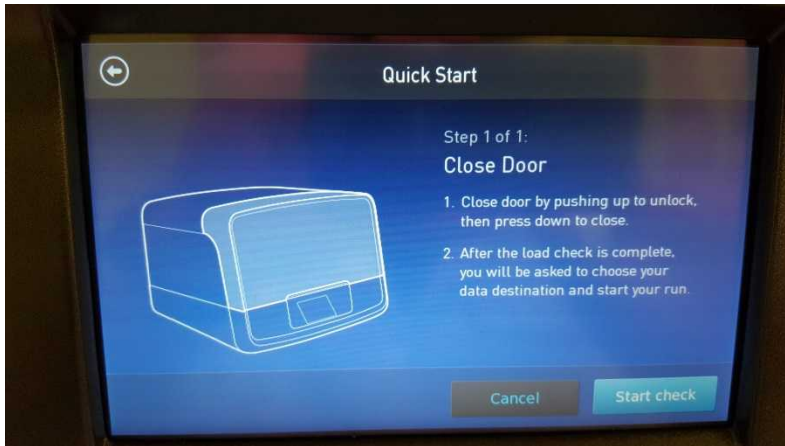 Quick Start
Step 1 of 1:
Close Door
1. Close door by pushing up to unlock,
then press down to close.
2. After the load check is complete,
you will be asked to choose your
data destination and start your run.
Cancel
Start check